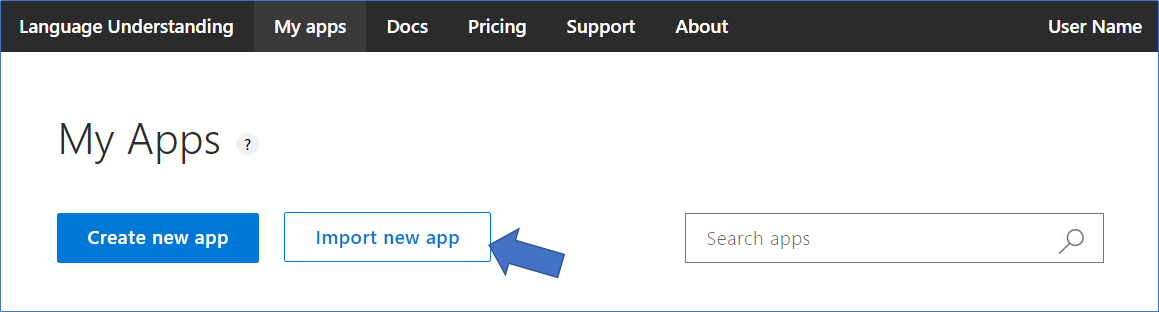 Language Understanding My apps Docs Pricing Support About User Name
My Apps ?
Create new app Import new app Search apps